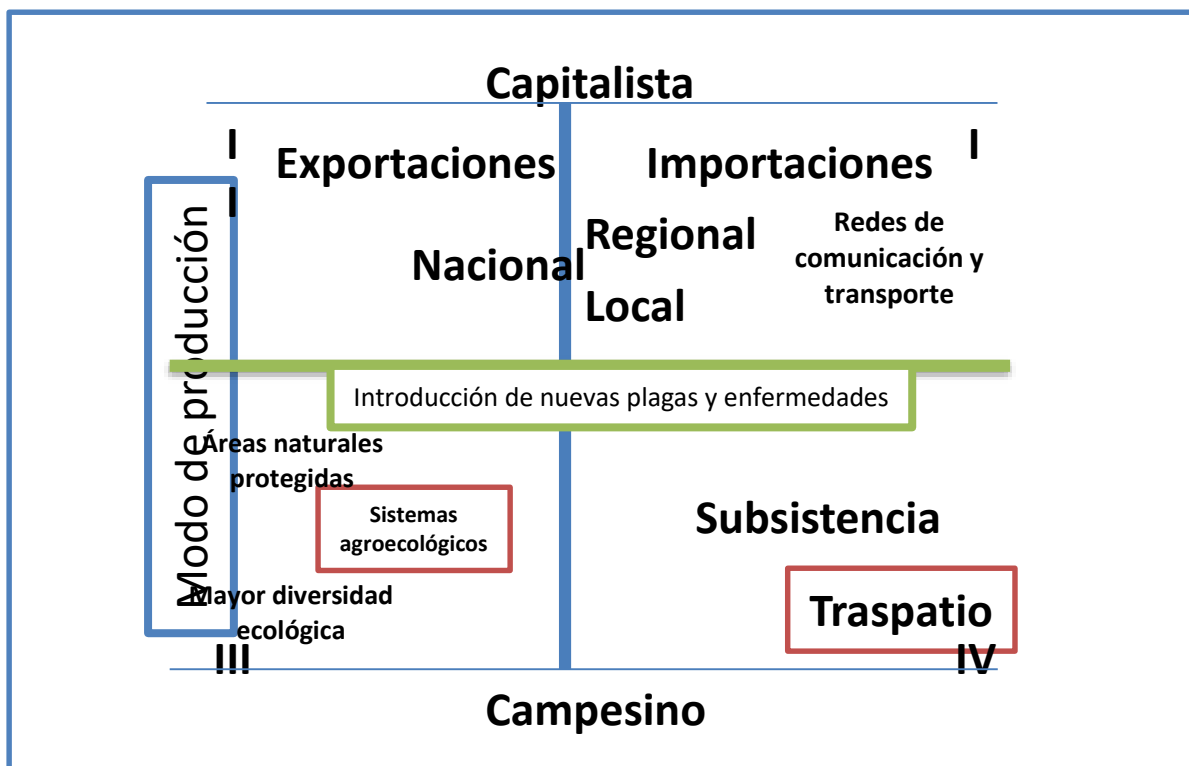 Capitalista
I
I
Exportaciones
Importaciones
I
Modo de producción
Nacional
Regional
Local
Redes de
comunicación y
transporte
Introducción de nuevas plagas y enfermedades
Áreas naturales
protegidas
Sistemas
agroecológicos
Mayor diversidad
ecológica
III
Subsistencia
Traspatio
IV
Campesino